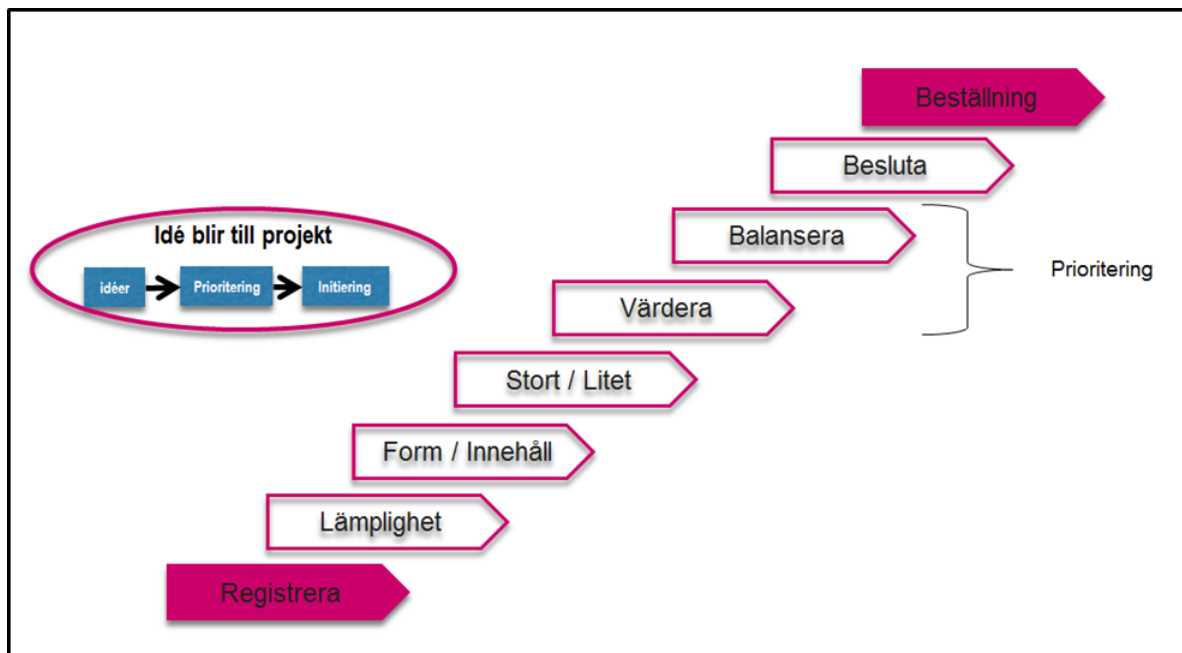 Beställning
Besluta
Balansera
Prioritering
Idé blir till projekt
idéer
Prioritering
Initiering
Värdera
Stort / Litet
Form / Innehåll
Lämplighet
Registrera